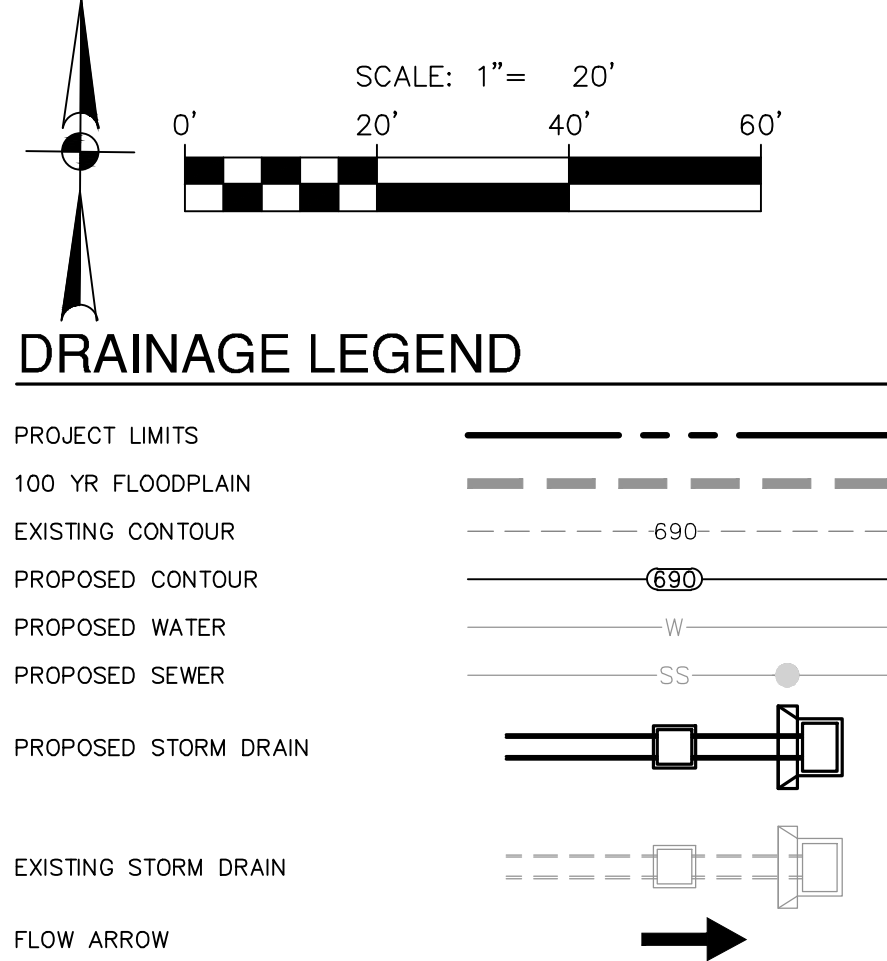 SCALE: 1"= 20'
0' 20' 40' 60'
DRAINAGE LEGEND
PROJECT LIMITS
100 YR FLOODPLAIN
EXISTING CONTOUR 690
PROPOSED CONTOUR 690
PROPOSED WATER W
PROPOSED SEWER SS
PROPOSED STORM DRAIN
EXISTING STORM DRAIN
FLOW ARROW